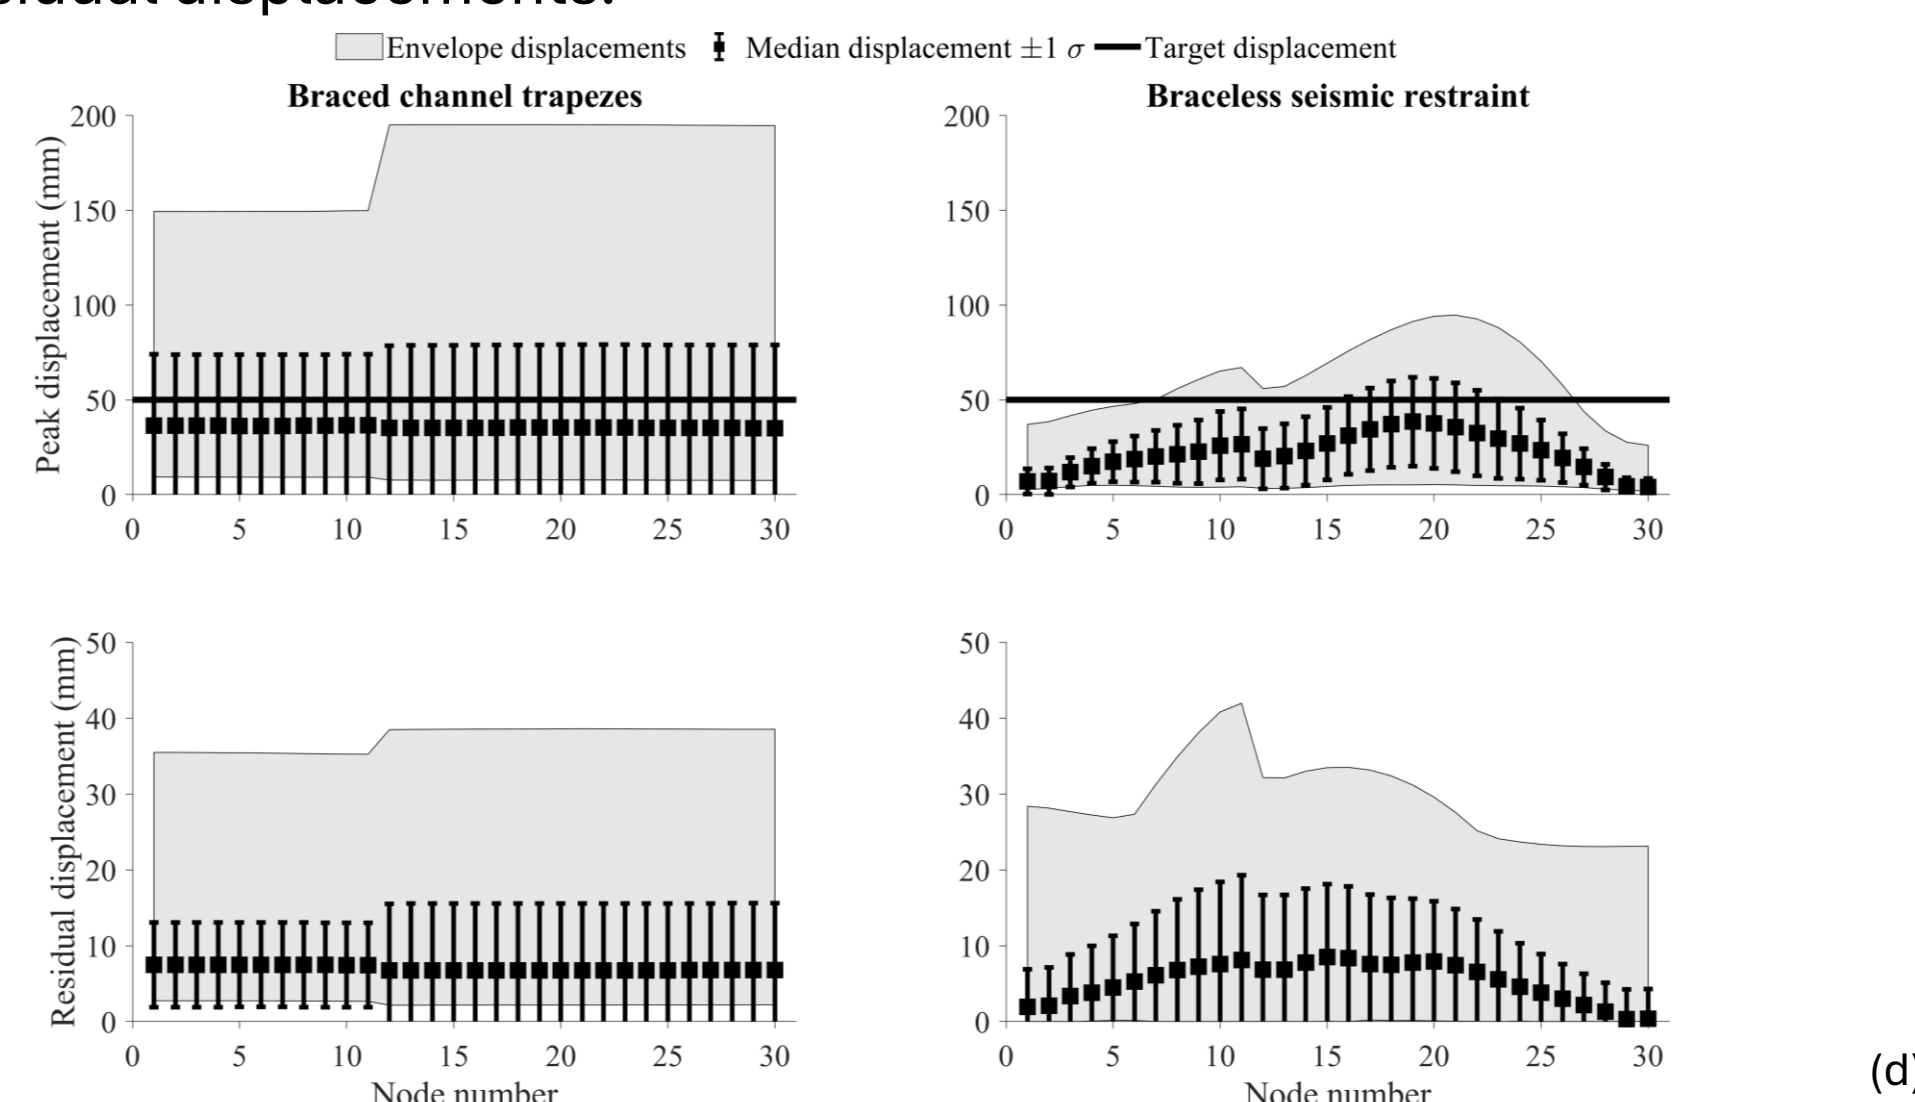 displacements.
Envelope displacements Median displacement ±1 σ Target displacement
Braced channel trapezes Braceless seismic restraint
Peak displacement (mm)
200
150
100
50
0
0 5 10 15 20 25 30
200
150
100
50
0
0 5 10 15 20 25 30
Residual displacement (mm)
50
40
30
20
10
0
0 5 10 15 20 25 30
Node number
50
40
30
20
10
0
0 5 10 15 20 25 30
Node number
(d)